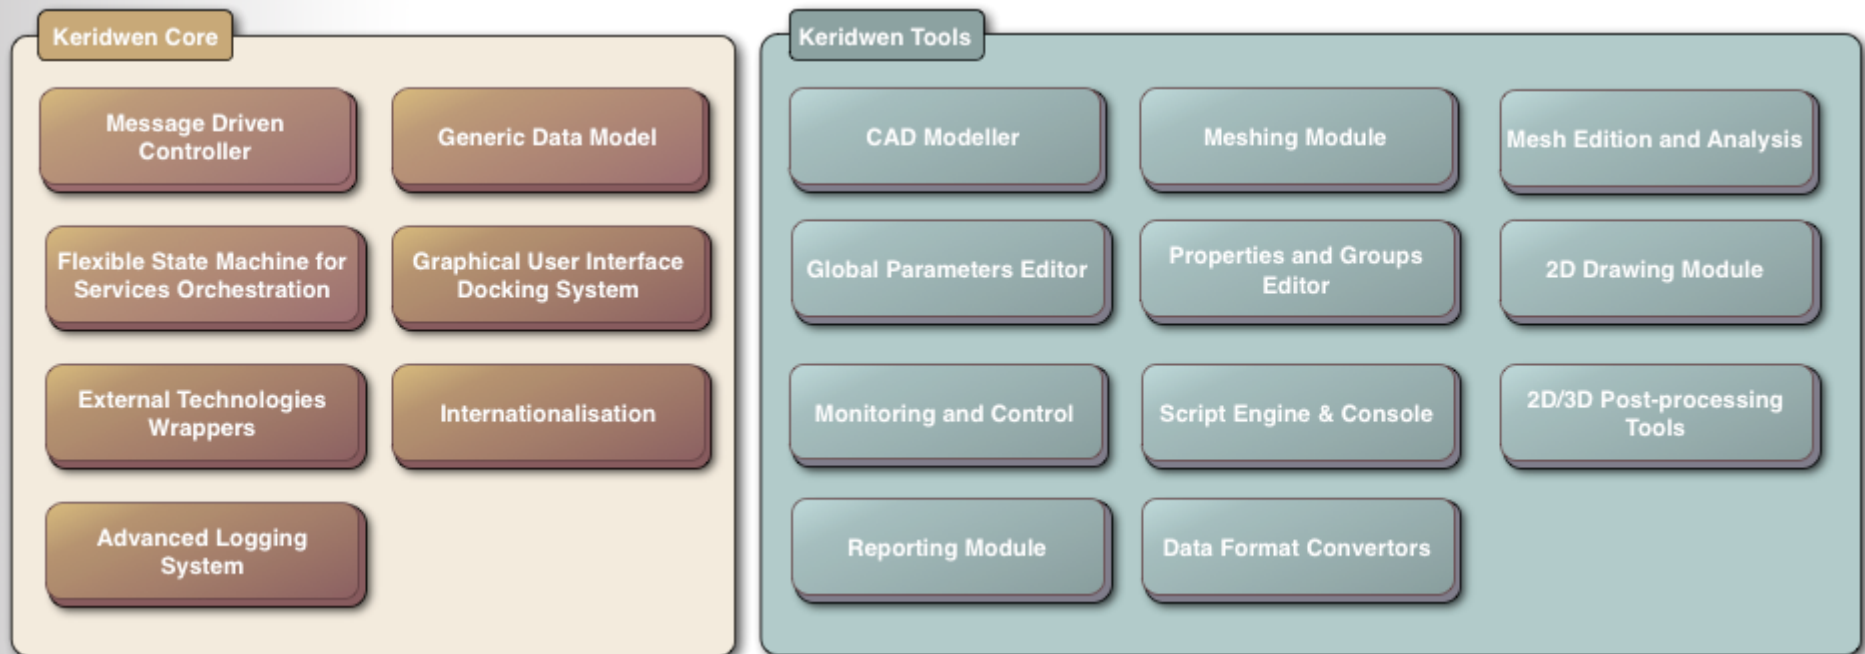 Keridwen Core
Message Driven
Controller
Generic Data Model
Flexible State Machine for
Services Orchestration
Graphical User Interface
Docking System
External Technologies
Wrappers
Internationalisation
Advanced Logging
System
Keridwen Tools
CAD Modeller
Meshing Module
Mesh Edition and Analysis
Global Parameters Editor
Properties and Groups
Editor
2D Drawing Module
Monitoring and Control
Script Engine & Console
2D/3D Post-processing
Tools
Reporting Module
Data Format Convertors